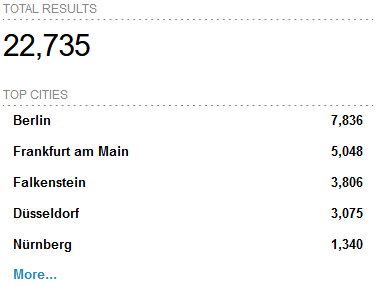 TOTAL RESULTS
22,735
TOP CITIES
Berlin 7,836
Frankfurt am Main 5,048
Falkenstein 3,806
Düsseldorf 3,075
Nürnberg 1,340
More...